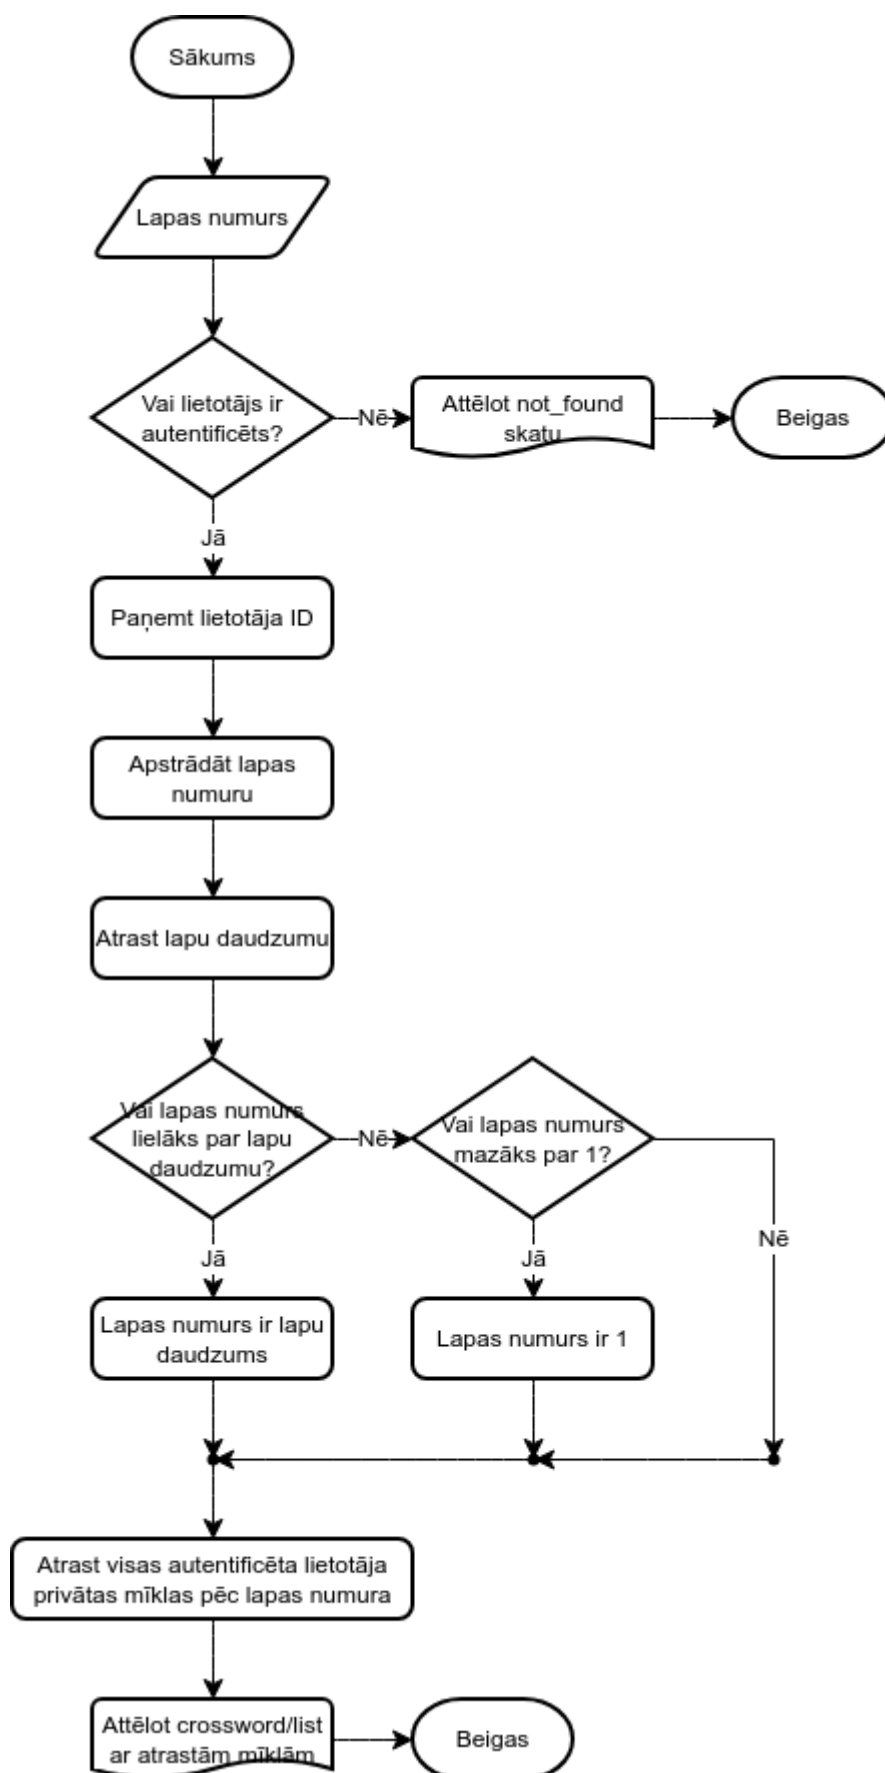 Sākums
Lapas numurs
Vai lietotājs ir
autentificēts?
Nē
Attēlot not_found
skatu
Beigas
Jā
Paņemt lietotāja ID
Apstrādāt lapas
numuru
Atrast lapu daudzumu
Vai lapas numurs
lielāks par lapu
daudzumu?
Nē
Vai lapas numurs
mazāks par 1?
Nē
Jā
Jā
Lapas numurs ir lapu
daudzums
Lapas numurs ir 1
Atrast visas autentificēta lietotāja
privātas mīklas pēc lapas numura
Attēlot crossword/list
ar atrastām mīklām
Beigas